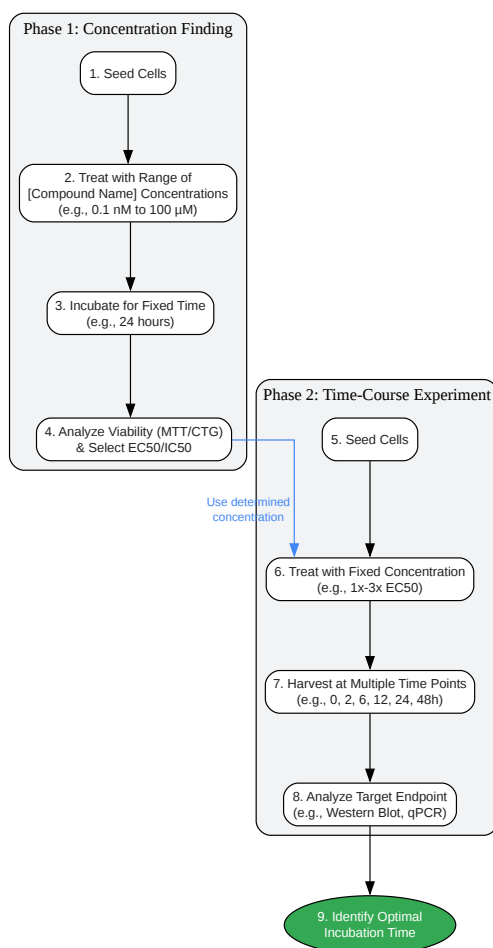 Phase 1: Concentration Finding
1. Seed Cells
2. Treat with Range of
[Compound Name] Concentrations
(e.g., 0.1 nM to 100 µM)
3. Incubate for Fixed Time
(e.g., 24 hours)
4. Analyze Viability (MTT/CTG)
& Select EC50/IC50
Use determined
concentration
Phase 2: Time-Course Experiment
5. Seed Cells
6. Treat with Fixed Concentration
(e.g., 1x-3x EC50)
7. Harvest at Multiple Time Points
(e.g., 0, 2, 6, 12, 24, 48h)
8. Analyze Target Endpoint
(e.g., Western Blot, qPCR)
9. Identify Optimal
Incubation Time